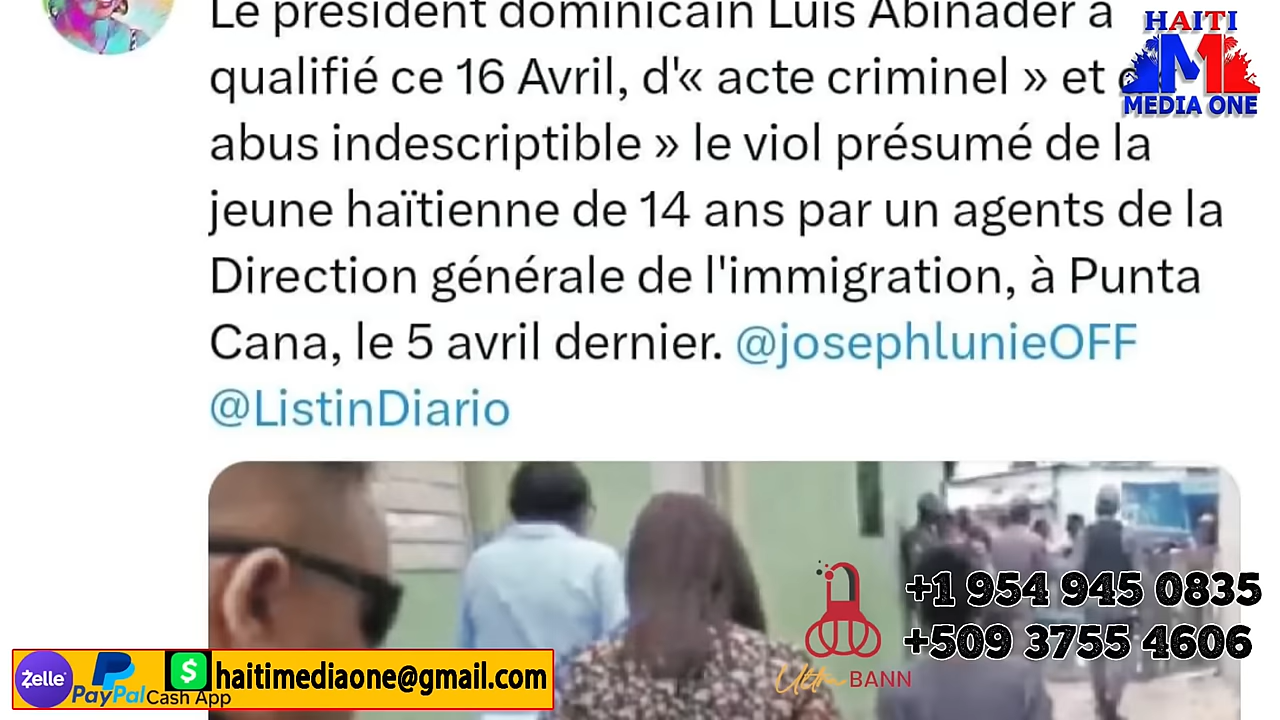 Le président dominicain Luis Abinader a
qualifié ce 16 Avril, d'« acte criminel » et
abus indescriptible » le viol présumé de la
jeune haïtienne de 14 ans par un agents de la
Direction générale de l'immigration, à Punta
Cana, le 5 avril dernier. @josephlunieOFF
@ListinDiario
HAITI
M
MEDIA ONE
+1 954 945 0835
+509 3755 4606
Ultra BANN
Zelle
PayPal
$
Cash App
haitimediaone@gmail.com